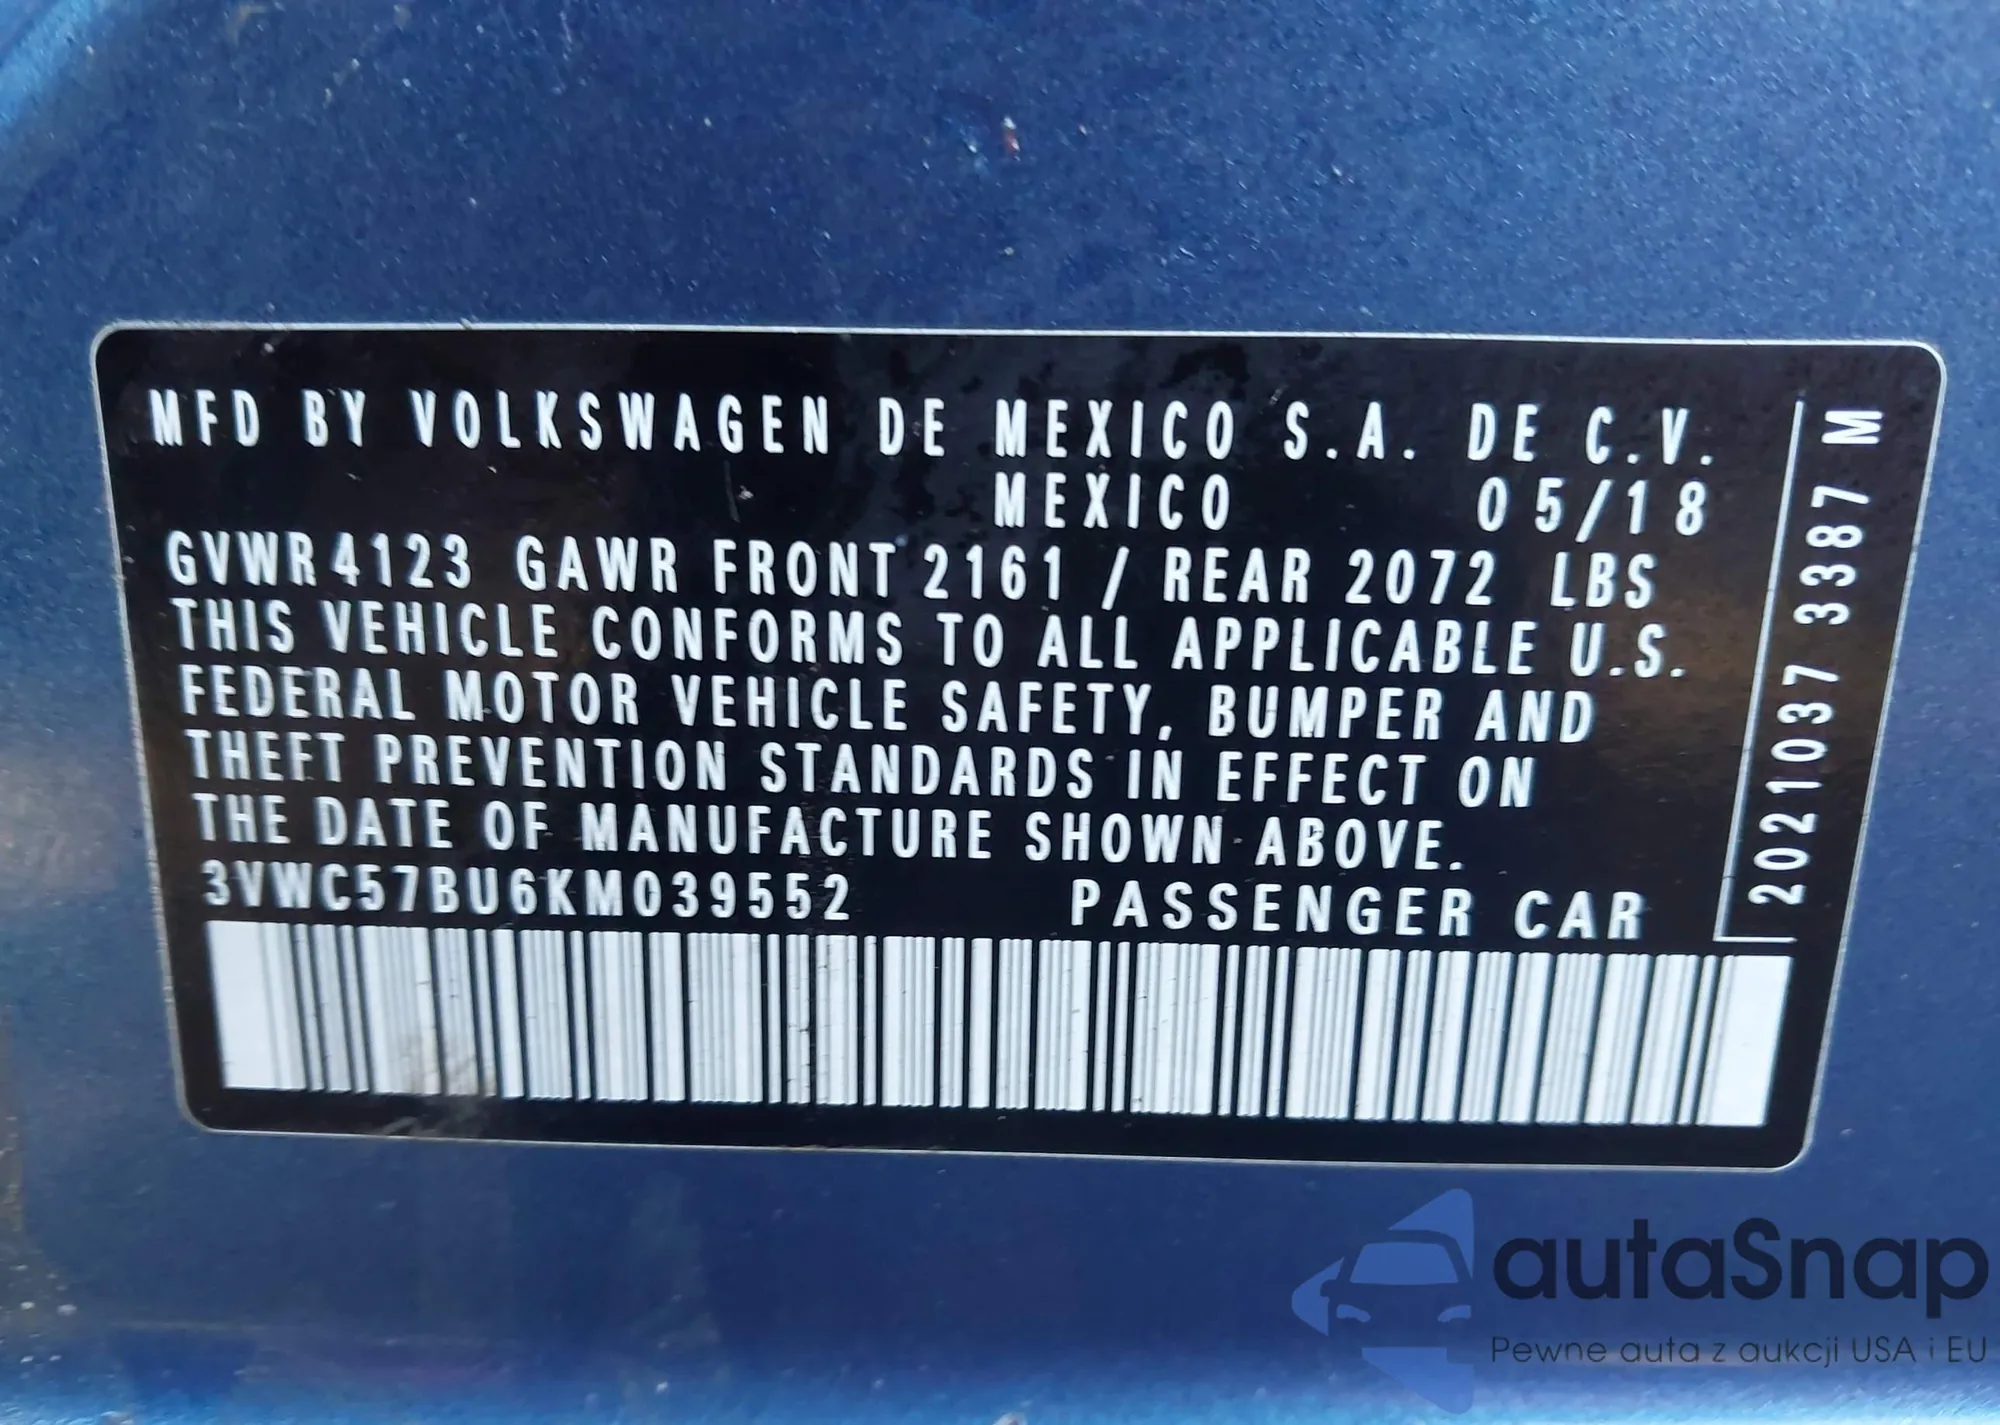 MFD BY VOLKSWAGEN DE MEXICO S.A. DE C.V.
MEXICO 05/18
GVWR 4123 GAWR FRONT 2161 / REAR 2072 LBS
THIS VEHICLE CONFORMS TO ALL APPLICABLE U.S.
FEDERAL MOTOR VEHICLE SAFETY, BUMPER AND
THEFT PREVENTION STANDARDS IN EFFECT ON
THE DATE OF MANUFACTURE SHOWN ABOVE.
3VWC57BU6KM039552 PASSENGER CAR
2021037 3387 M
autaSnap
Pewne auta z aukcji USA i EU